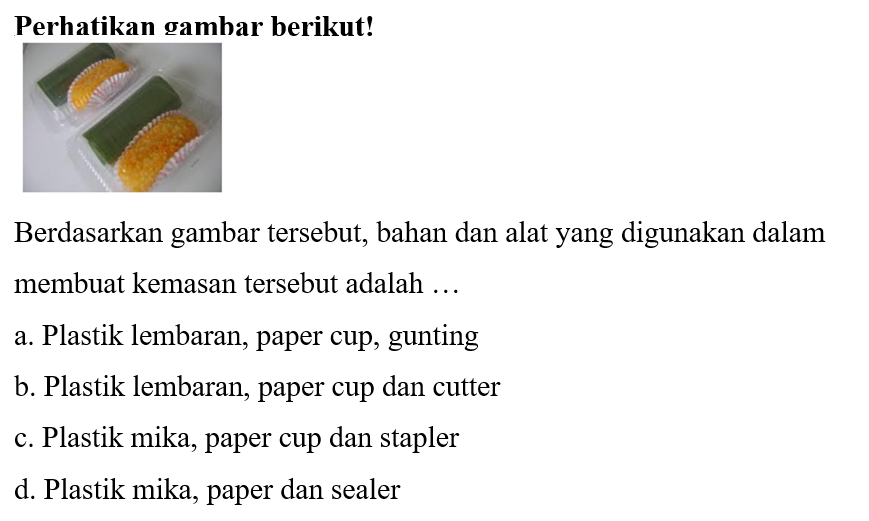 Perhatikan gambar berikut!
Berdasarkan gambar tersebut, bahan dan alat yang digunakan dalam
membuat kemasan tersebut adalah …
a. Plastik lembaran, paper cup, gunting
b. Plastik lembaran, paper cup dan cutter
c. Plastik mika, paper cup dan stapler
d. Plastik mika, paper dan sealer